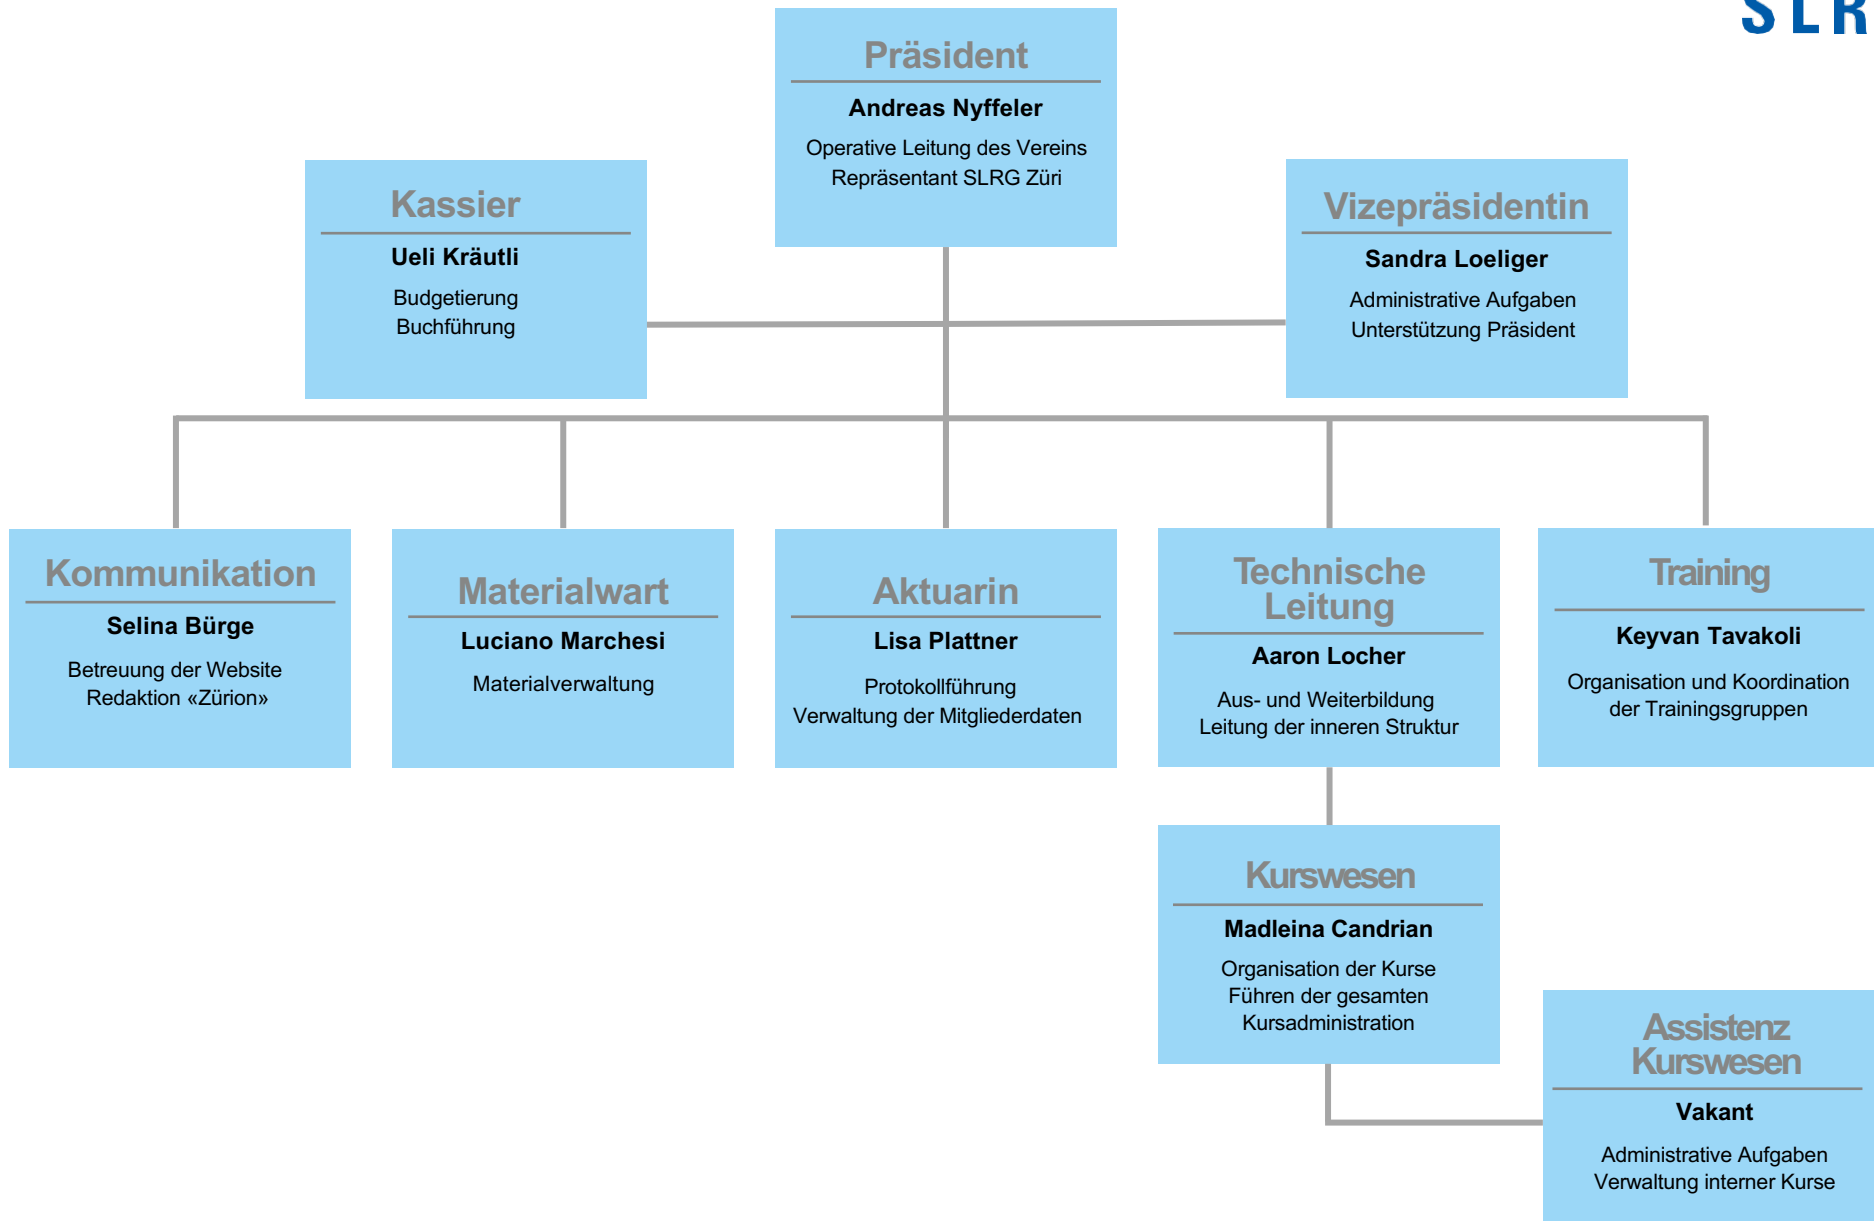 SLR
Präsident
Andreas Nyffeler
Operative Leitung des Vereins
Repräsentant SLRG Züri
Kassier
Ueli Kräutli
Budgetierung
Buchführung
Vizepräsidentin
Sandra Loeliger
Administrative Aufgaben
Unterstützung Präsident
Kommunikation
Selina Bürge
Betreuung der Website
Redaktion «Zürion»
Materialwart
Luciano Marchesi
Materialverwaltung
Aktuarin
Lisa Plattner
Protokollführung
Verwaltung der Mitgliederdaten
Technische
Leitung
Aaron Locher
Aus- und Weiterbildung
Leitung der inneren Struktur
Training
Keyvan Tavakoli
Organisation und Koordination
der Trainingsgruppen
Kurswesen
Madleina Candrian
Organisation der Kurse
Führen der gesamten
Kursadministration
Assistenz
Kurswesen
Vakant
Administrative Aufgaben
Verwaltung interner Kurse